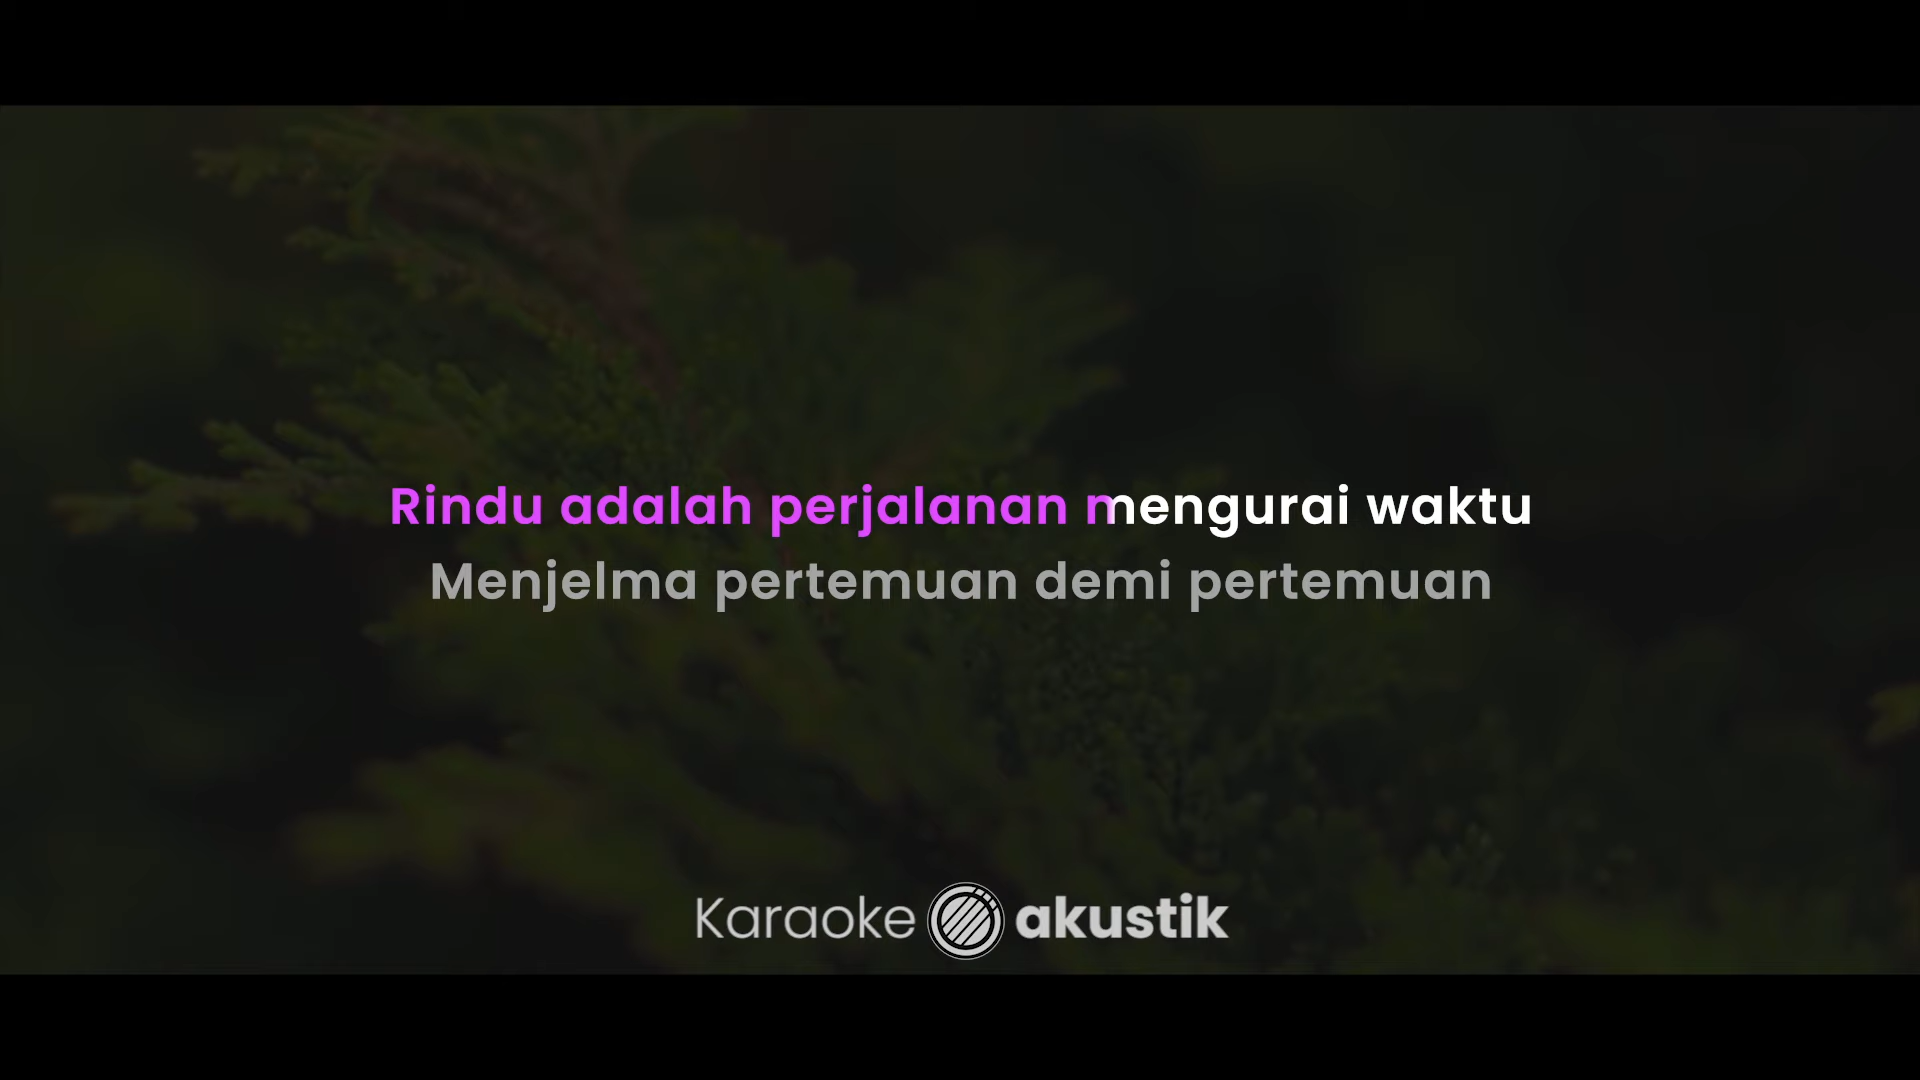 Rindu adalah perjalanan mengurai waktu
Menjelma pertemuan demi pertemuan
Karaoke akustik